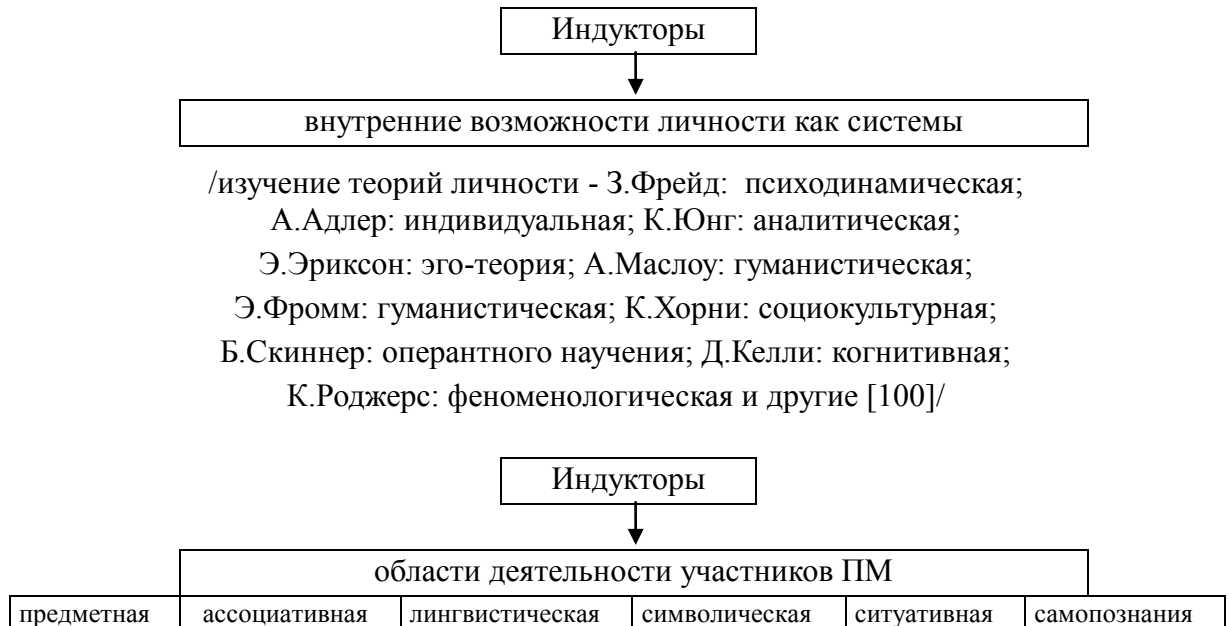 Индукторы
внутренние возможности личности как системы
/изучение теорий личности - З.Фрейд: психодинамическая;
А.Адлер: индивидуальная; К.Юнг: аналитическая;
Э.Эриксон: эго-теория; А.Маслоу: гуманистическая;
Э.Фромм: гуманистическая; К.Хорни: социокультурная;
Б.Скиннер: оперантного научения; Д.Келли: когнитивная;
К.Роджерс: феноменологическая и другие [100]/
Индукторы
области деятельности участников ПМ
предметная ассоциативная лингвистическая символическая ситуативная самопознания